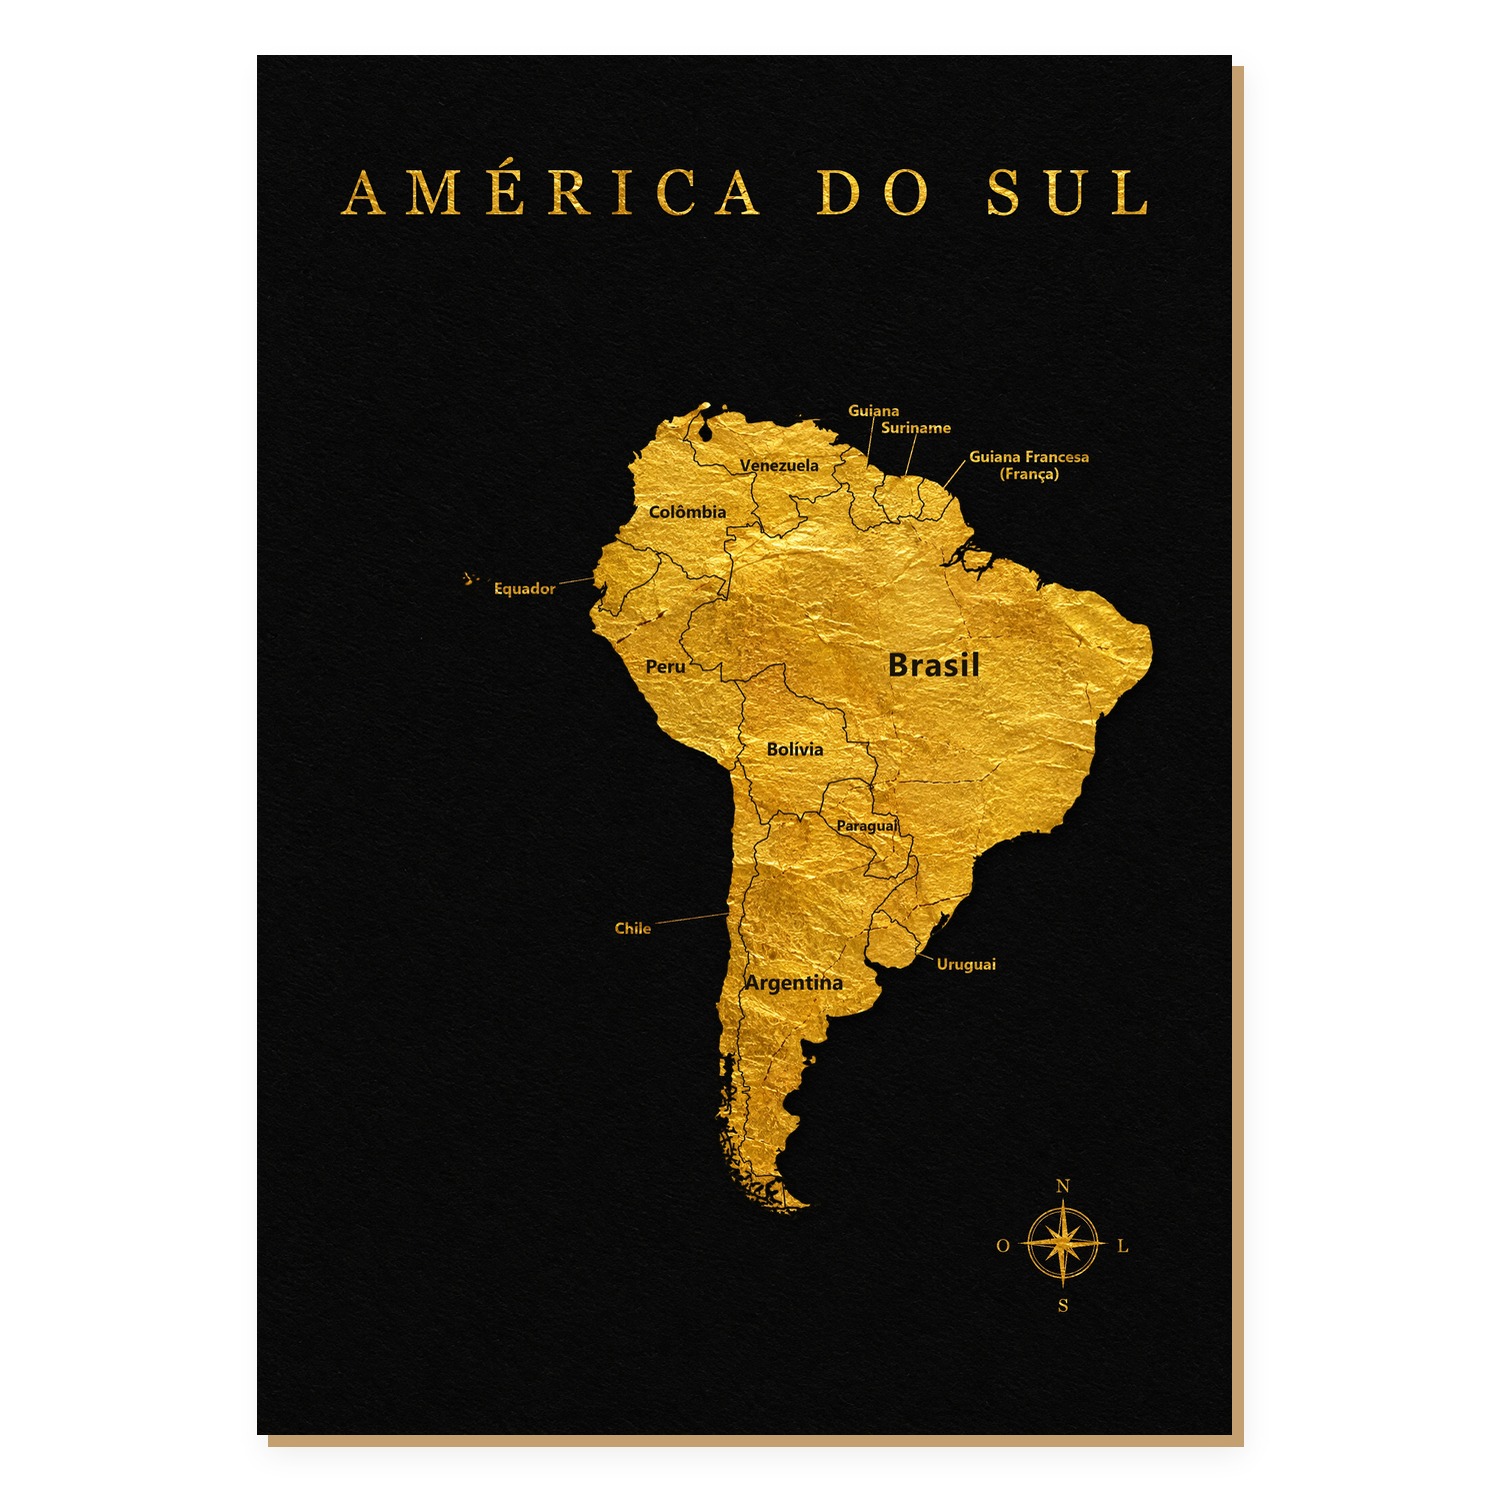 AMÉRICA DO SUL
Guiana
Suriname
Guiana Francesa
(França)
Venezuela
Colômbia
Equador
Peru
Brasil
Bolívia
Paraguai
Chile
Uruguai
Argentina
N
O
L
S